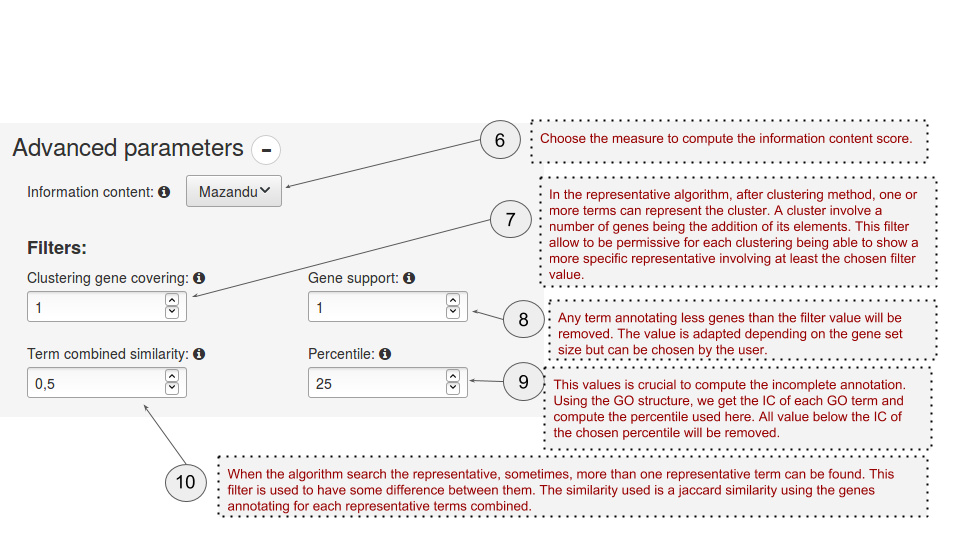 Advanced parameters
Information content:
Mazandu
Filters:
Clustering gene covering:
1
Gene support:
1
Term combined similarity:
0,5
Percentile:
25
6
Choose the measure to compute the information content score.
7
In the representative algorithm, after clustering method, one or
more terms can represent the cluster. A cluster involve a
number of genes being the addition of its elements. This filter
allow to be permissive for each clustering being able to show a
more specific representative involving at least the chosen filter
value.
8
Any term annotating less genes than the filter value will be
removed. The value is adapted depending on the gene set
size but can be chosen by the user.
9
This values is crucial to compute the incomplete annotation.
Using the GO structure, we get the IC of each GO term and
compute the percentile used here. All value below the IC of
the chosen percentile will be removed.
10
When the algorithm search the representative, sometimes, more than one representative term can be found. This
filter is used to have some difference between them. The similarity used is a jaccard similarity using the genes
annotating for each representative terms combined.